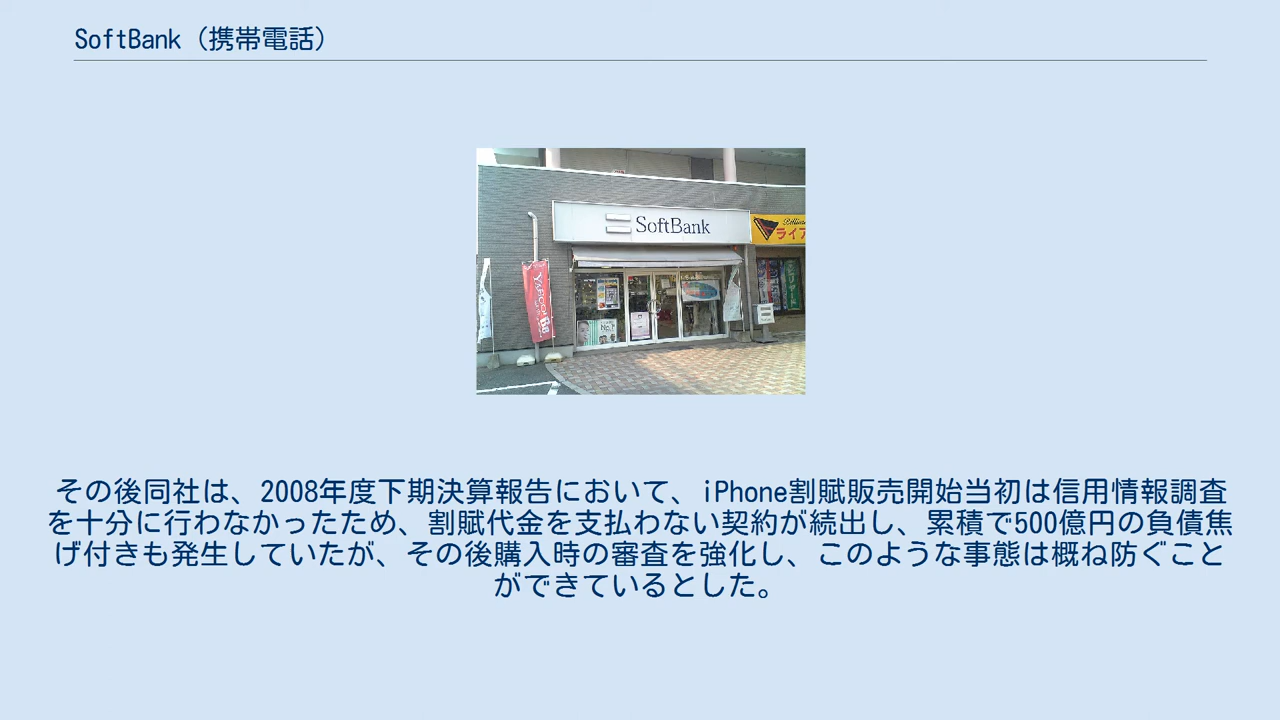 SoftBank（携帯電話）
SoftBank
ライア
YAHOO!
その後同社は、2008年度下期決算報告において、iPhone割賦販売開始当初は信用情報調査
を十分に行わなかったため、割賦代金を支払わない契約が続出し、累積で500億円の負債焦
げ付きも発生していたが、その後購入時の審査を強化し、このような事態は概ね防ぐこと
ができているとした。